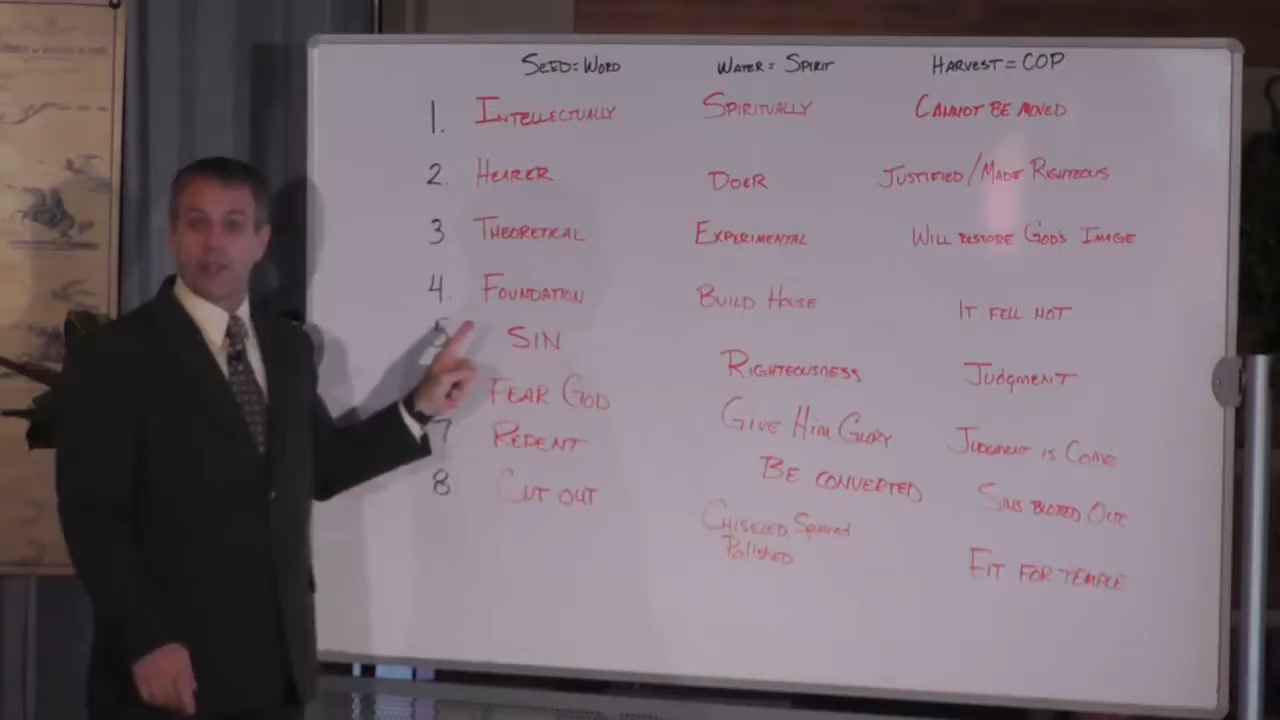 SEED=WORD WATER=SPIRIT HARVEST=COP
1. INTELLECTUALLY SPIRITUALLY CANNOT BE MOVED
2. HEARER DOER JUSTIFIED/MADE RIGHTEOUS
3 THEORETICAL EXPERIMENTAL WILL RESTORE GOD'S IMAGE
4. FOUNDATION BUILD HOUSE IT FELL NOT
5 SIN RIGHTEOUSNESS JUDGMENT
FEAR GOD GIVE HIM GLORY JUDGMENT IS COME
7 REPENT BE CONVERTED SINS BLOTED OUT
8 CUT OUT CHISELED, Squared FIT FOR TEMPLE
Polished